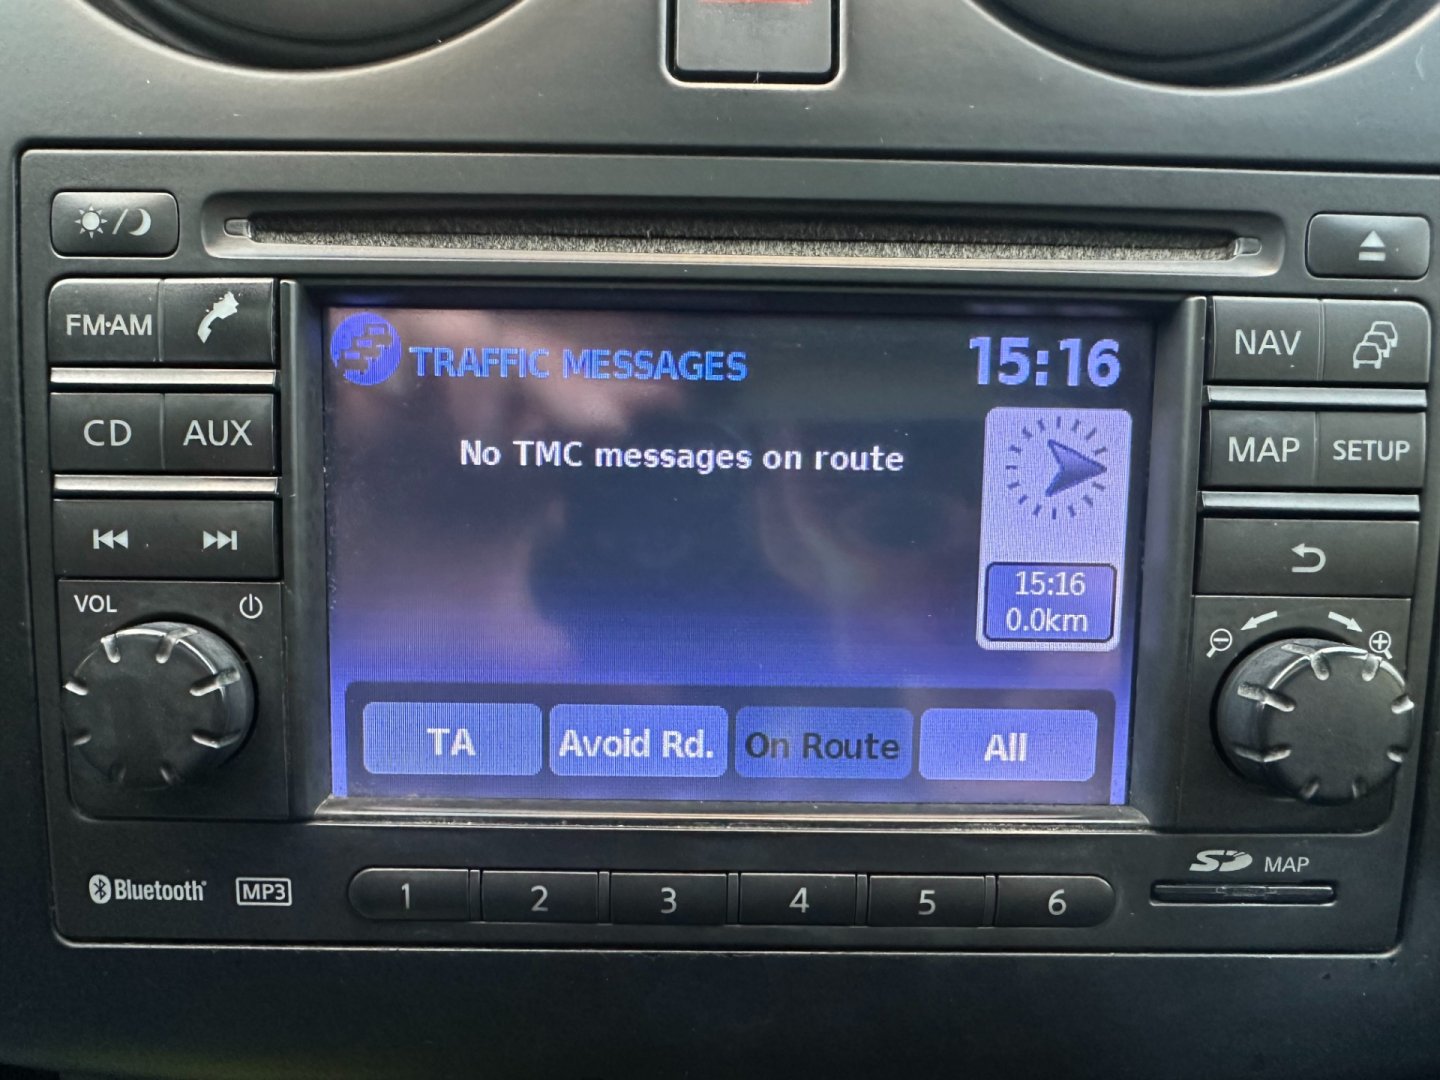 FM·AM
CD AUX
VOL
TRAFFIC MESSAGES 15:16
No TMC messages on route
15:16
0.0km
TA Avoid Rd. On Route All
NAV
MAP SETUP
Bluetooth® MP3
1 2 3 4 5 6
SD MAP